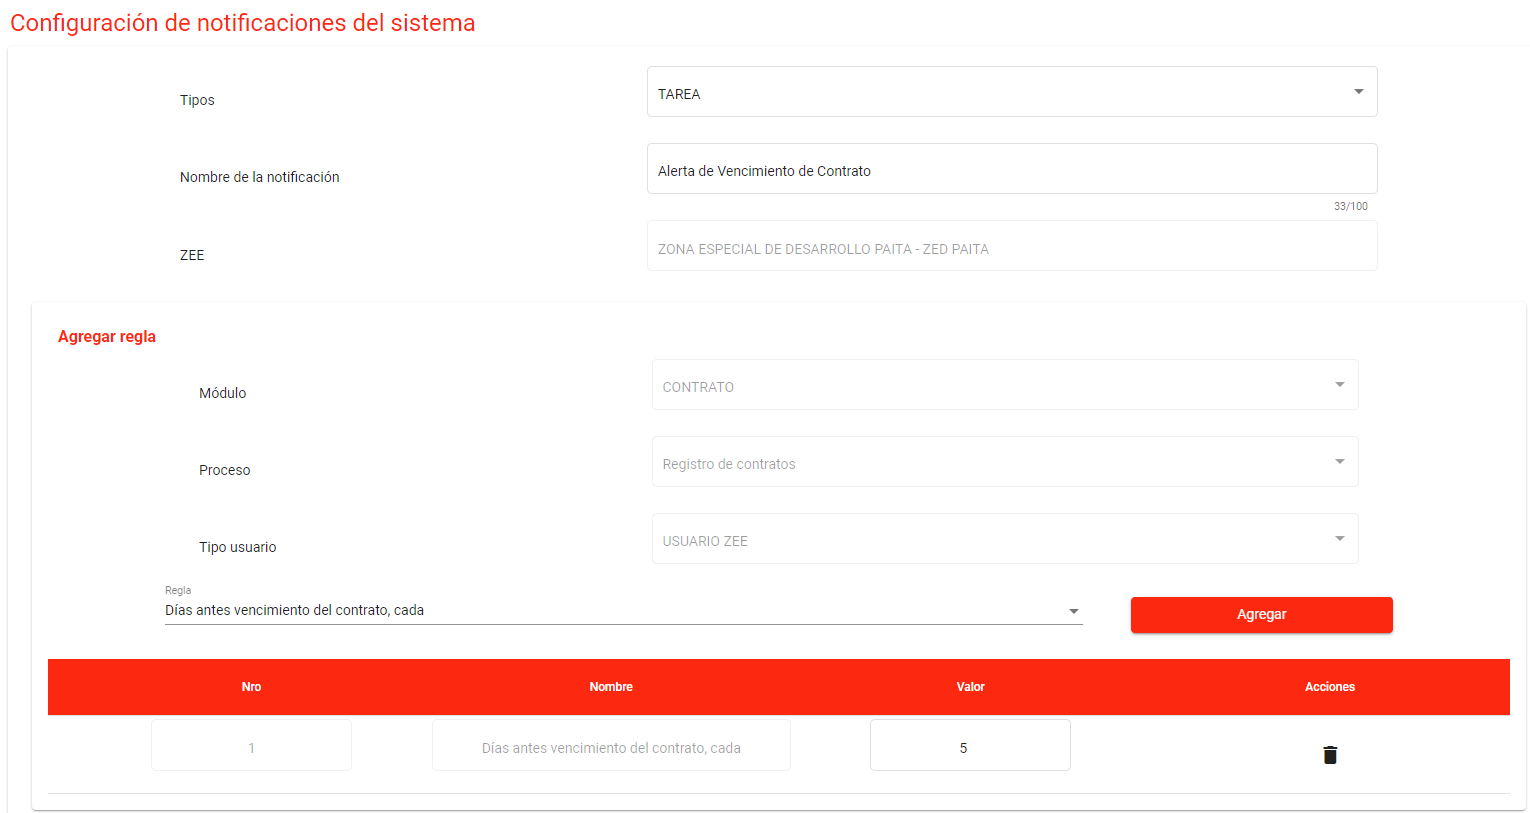 Configuración de notificaciones del sistema
Tipos
TAREA
Nombre de la notificación
Alerta de Vencimiento de Contrato
33/100
ZEE
ZONA ESPECIAL DE DESARROLLO PAITA - ZED PAITA
Agregar regla
Módulo
CONTRATO
Proceso
Registro de contratos
Tipo usuario
USUARIO ZEE
Regla
Días antes vencimiento del contrato, cada
Agregar
Nro Nombre Valor Acciones
1 Días antes vencimiento del contrato, cada 5